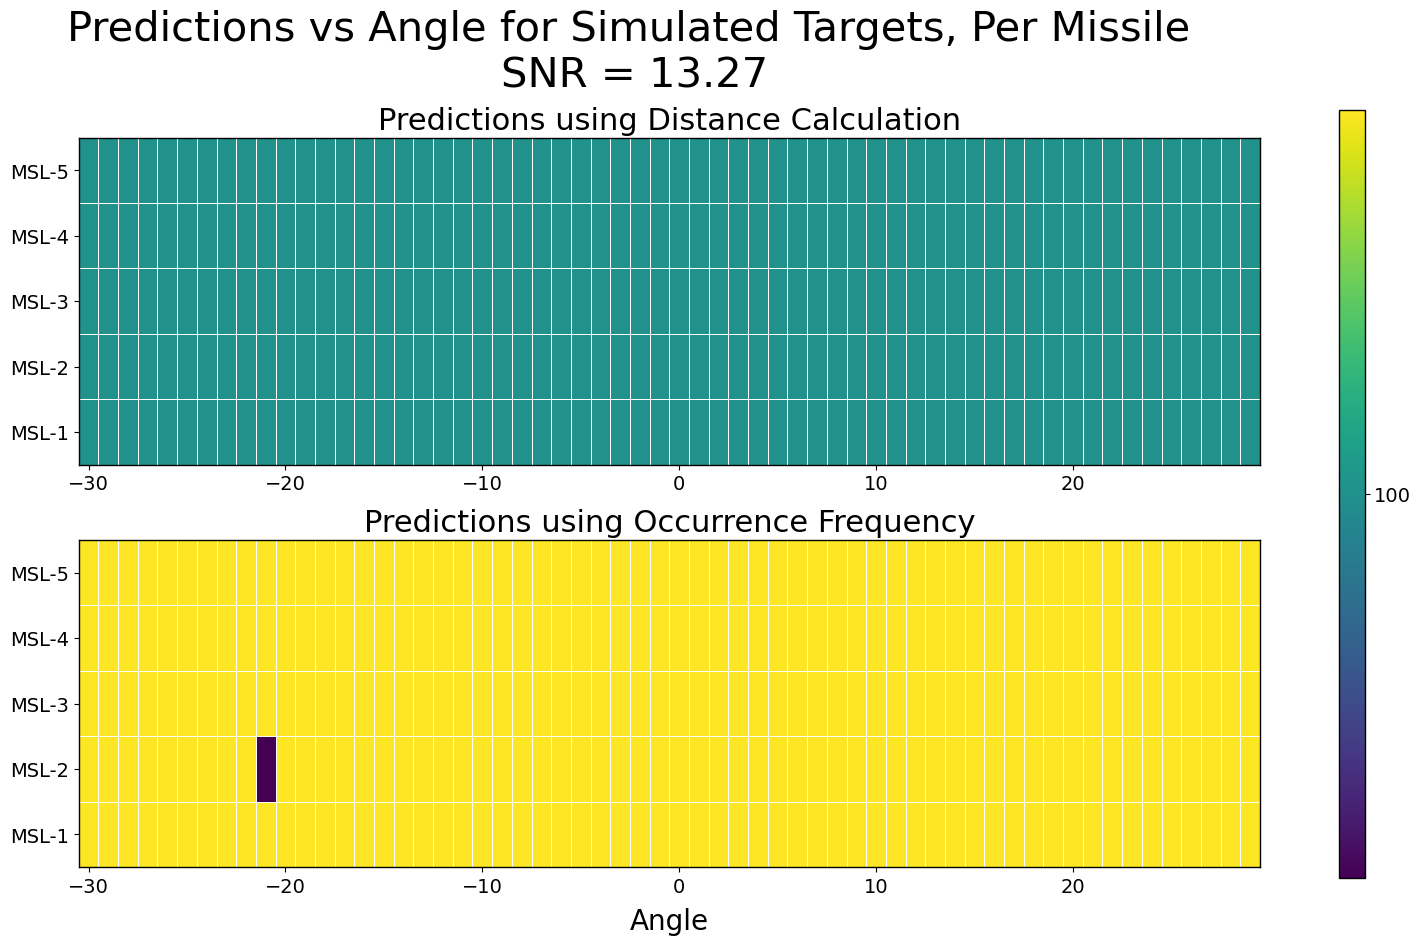 Predictions vs Angle for Simulated Targets, Per Missile
SNR = 13.27
Predictions using Distance Calculation
MSL-5
MSL-4
MSL-3
MSL-2
MSL-1
−30 −20 −10 0 10 20
100
Predictions using Occurrence Frequency
MSL-5
MSL-4
MSL-3
MSL-2
MSL-1
−30 −20 −10 0 10 20
Angle